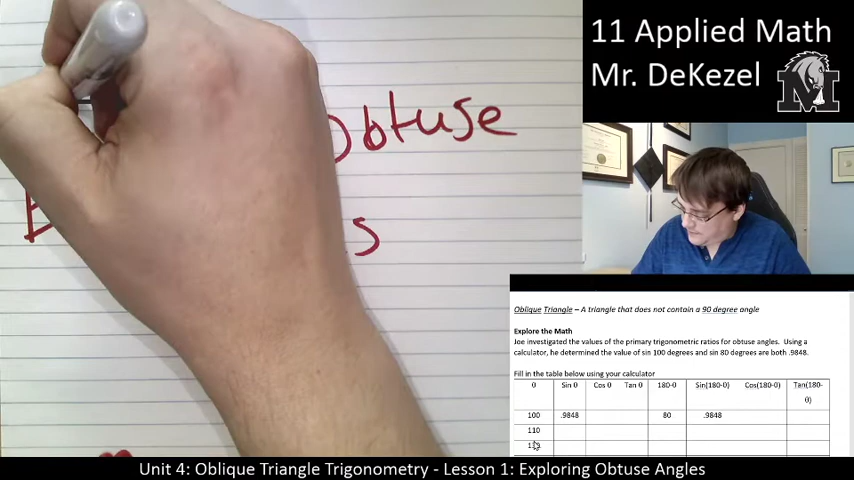 11 Applied Math
Mr. DeKezel
M
Obtuse
s
Oblique Triangle – A triangle that does not contain a 90 degree angle
Explore the Math
Joe investigated the values of the primary trigonometric ratios for obtuse angles. Using a
calculator, he determined the value of sin 100 degrees and sin 80 degrees are both .9848.
Fill in the table below using your calculator
θ Sin θ Cos θ Tan θ 180-θ Sin(180-θ) Cos(180-θ) Tan(180-
θ)
100 .9848 80 .9848
110
Unit 4: Oblique Triangle Trigonometry - Lesson 1: Exploring Obtuse Angles